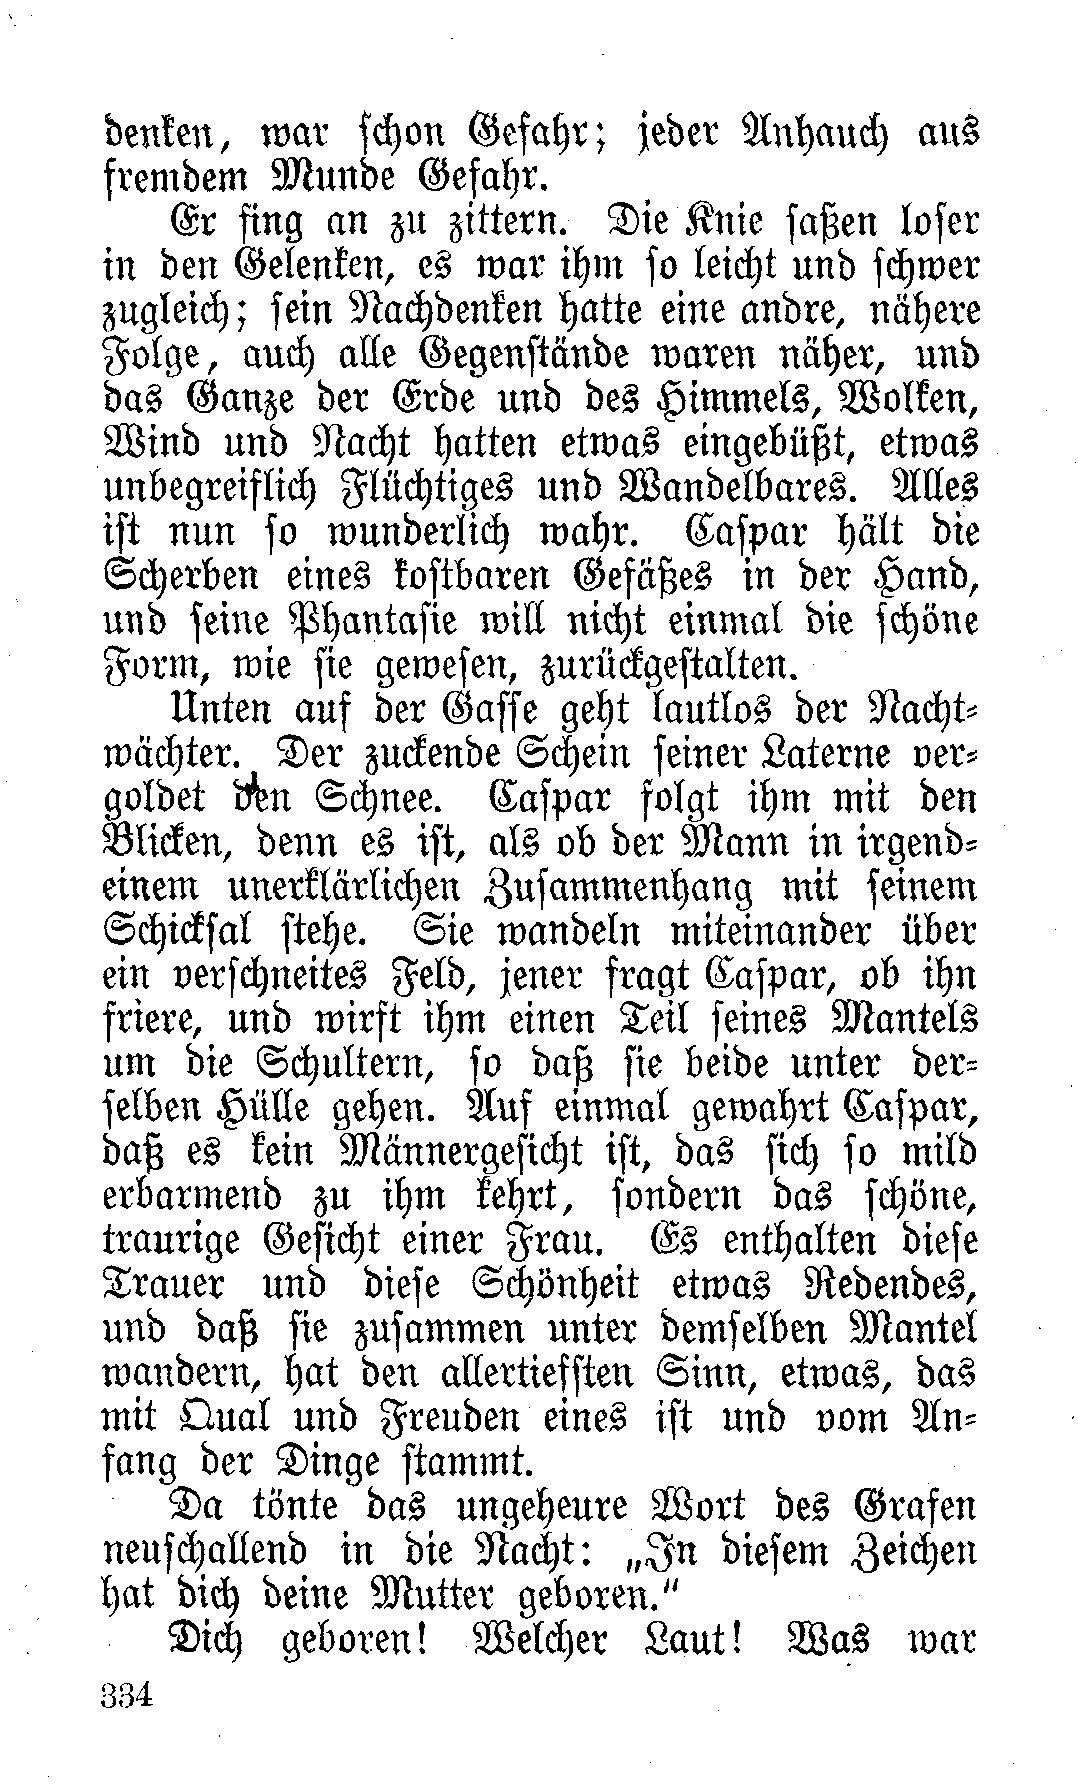 denken, war schon Gefahr; jeder Anhauch aus
fremdem Munde Gefahr.
Er fing an zu zittern. Die Knie saßen loser
in den Gelenken, es war ihm so leicht und schwer
zugleich; sein Nachdenken hatte eine andre, nähere
Folge, auch alle Gegenstände waren näher, und
das Ganze der Erde und des Himmels, Wolken,
Wind und Nacht hatten etwas eingebüßt, etwas
unbegreiflich Flüchtiges und Wandelbares. Alles
ist nun so wunderlich wahr. Caspar hält die
Scherben eines kostbaren Gefäßes in der Hand,
und seine Phantasie will nicht einmal die schöne
Form, wie sie gewesen, zurückgestalten.
Unten auf der Gasse geht lautlos der Nacht-
wächter. Der zuckende Schein seiner Laterne ver-
goldet den Schnee. Caspar folgt ihm mit den
Blicken, denn es ist, als ob der Mann in irgend-
einem unerklärlichen Zusammenhang mit seinem
Schicksal stehe. Sie wandeln miteinander über
ein verschneites Feld, jener fragt Caspar, ob ihn
friere, und wirft ihm einen Teil seines Mantels
um die Schultern, so daß sie beide unter der-
selben Hülle gehen. Auf einmal gewahrt Caspar,
daß es kein Männergesicht ist, das sich so mild
erbarmend zu ihm kehrt, sondern das schöne,
traurige Gesicht einer Frau. Es enthalten diese
Trauer und diese Schönheit etwas Redendes,
und daß sie zusammen unter demselben Mantel
wandern, hat den allertiefsten Sinn, etwas, das
mit Qual und Freuden eines ist und vom An-
fang der Dinge stammt.
Da tönte das ungeheure Wort des Grafen
neuschallend in die Nacht: „In diesem Zeichen
hat dich deine Mutter geboren.“
Dich geboren! Welcher Laut! Was war
334